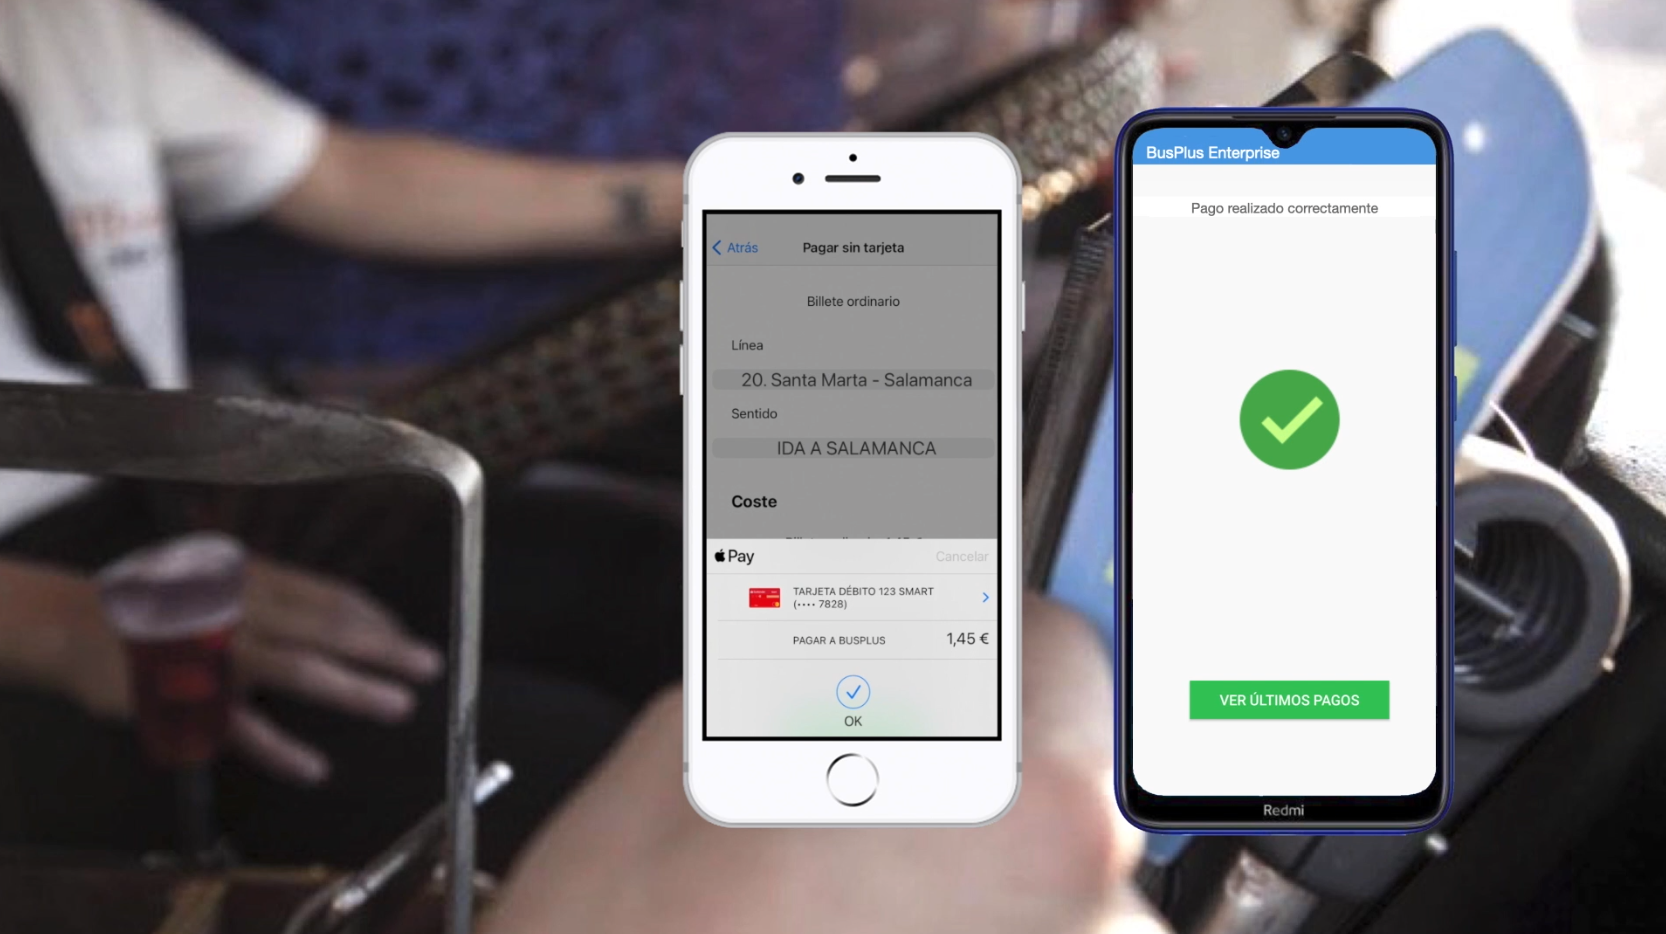 Atrás
Pagar sin tarjeta
Billete ordinario
Línea
20. Santa Marta - Salamanca
Sentido
IDA A SALAMANCA
Coste
Pay
Cancelar
TARJETA DÉBITO 123 SMART
(•••• 7828)
PAGAR A BUSPLUS
1,45 €
OK
BusPlus Enterprise
Pago realizado correctamente
VER ÚLTIMOS PAGOS
Redmi